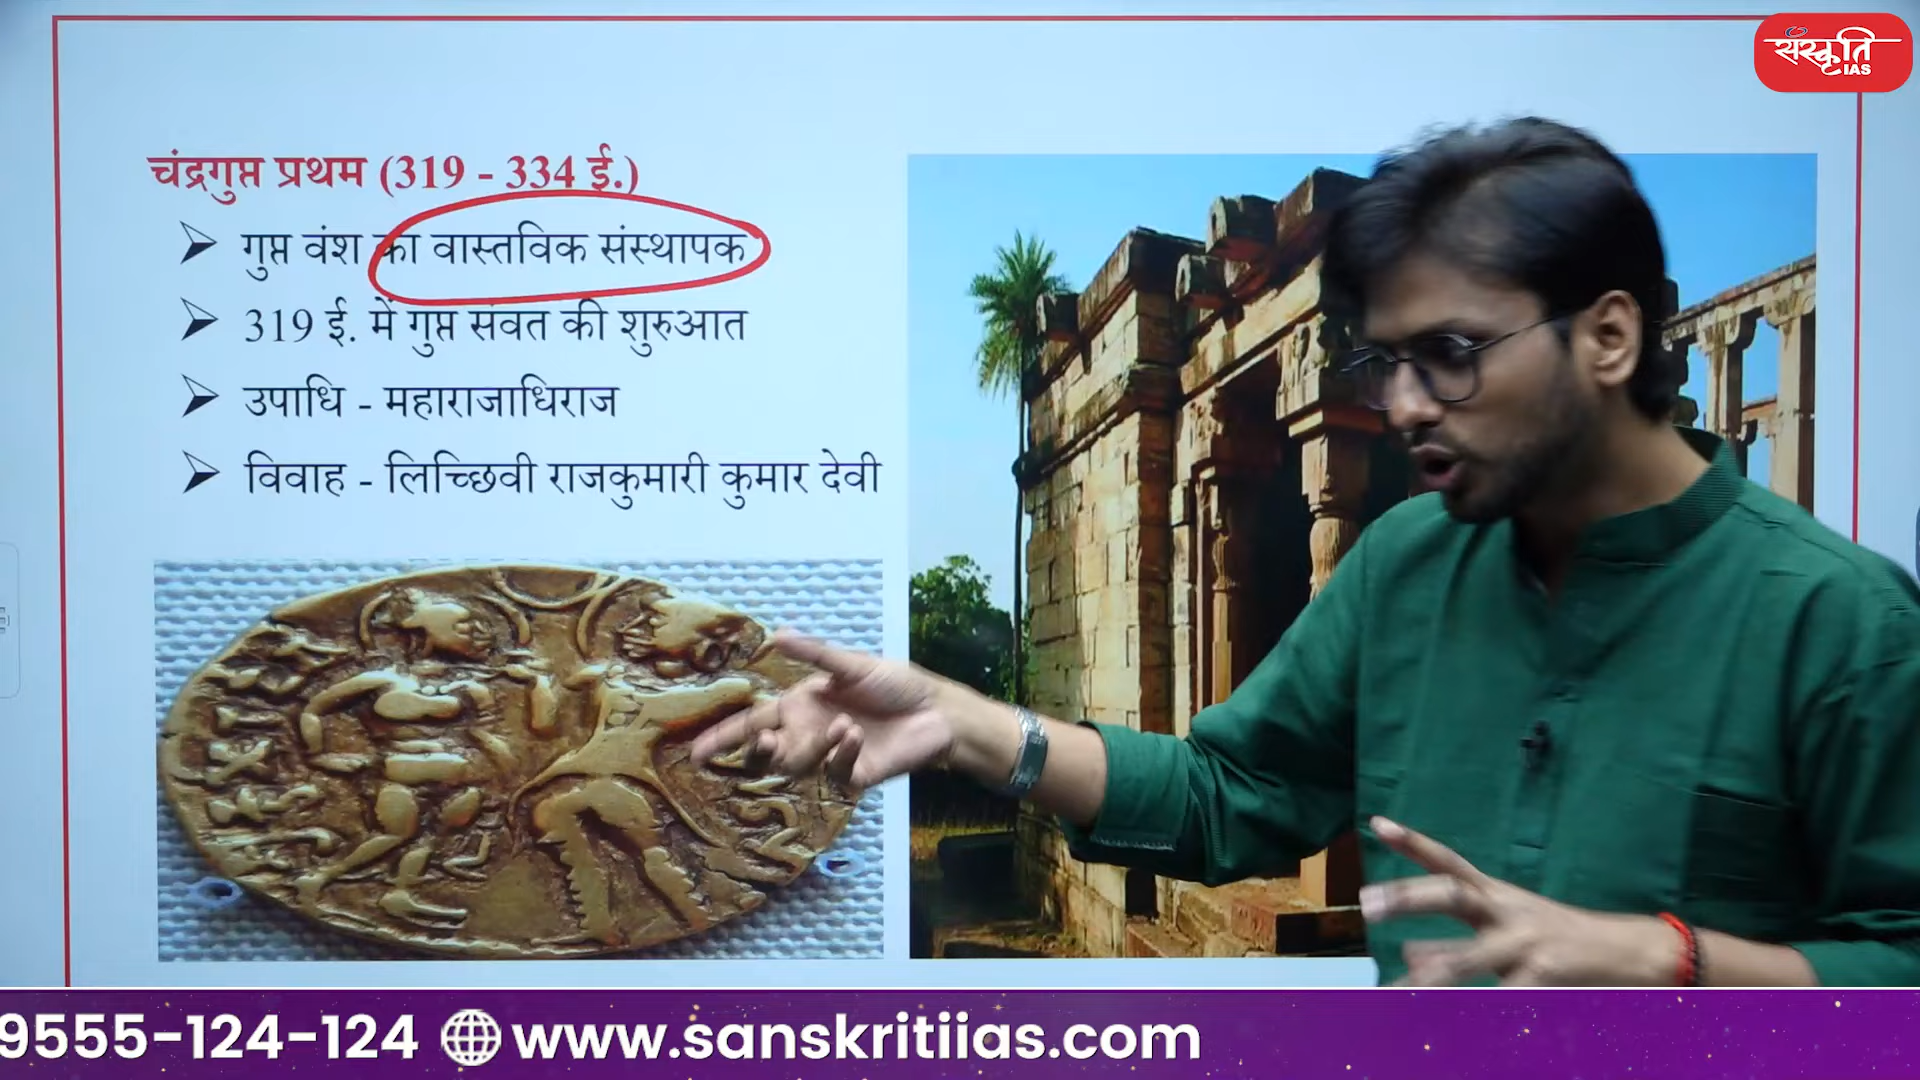 संस्कृति
IAS
चंद्रगुप्त प्रथम (319 - 334 ई.)
गुप्त वंश का वास्तविक संस्थापक
319 ई. में गुप्त संवत की शुरुआत
उपाधि - महाराजाधिराज
विवाह - लिच्छिवी राजकुमारी कुमार देवी
9555-124-124 www.sanskritiias.com